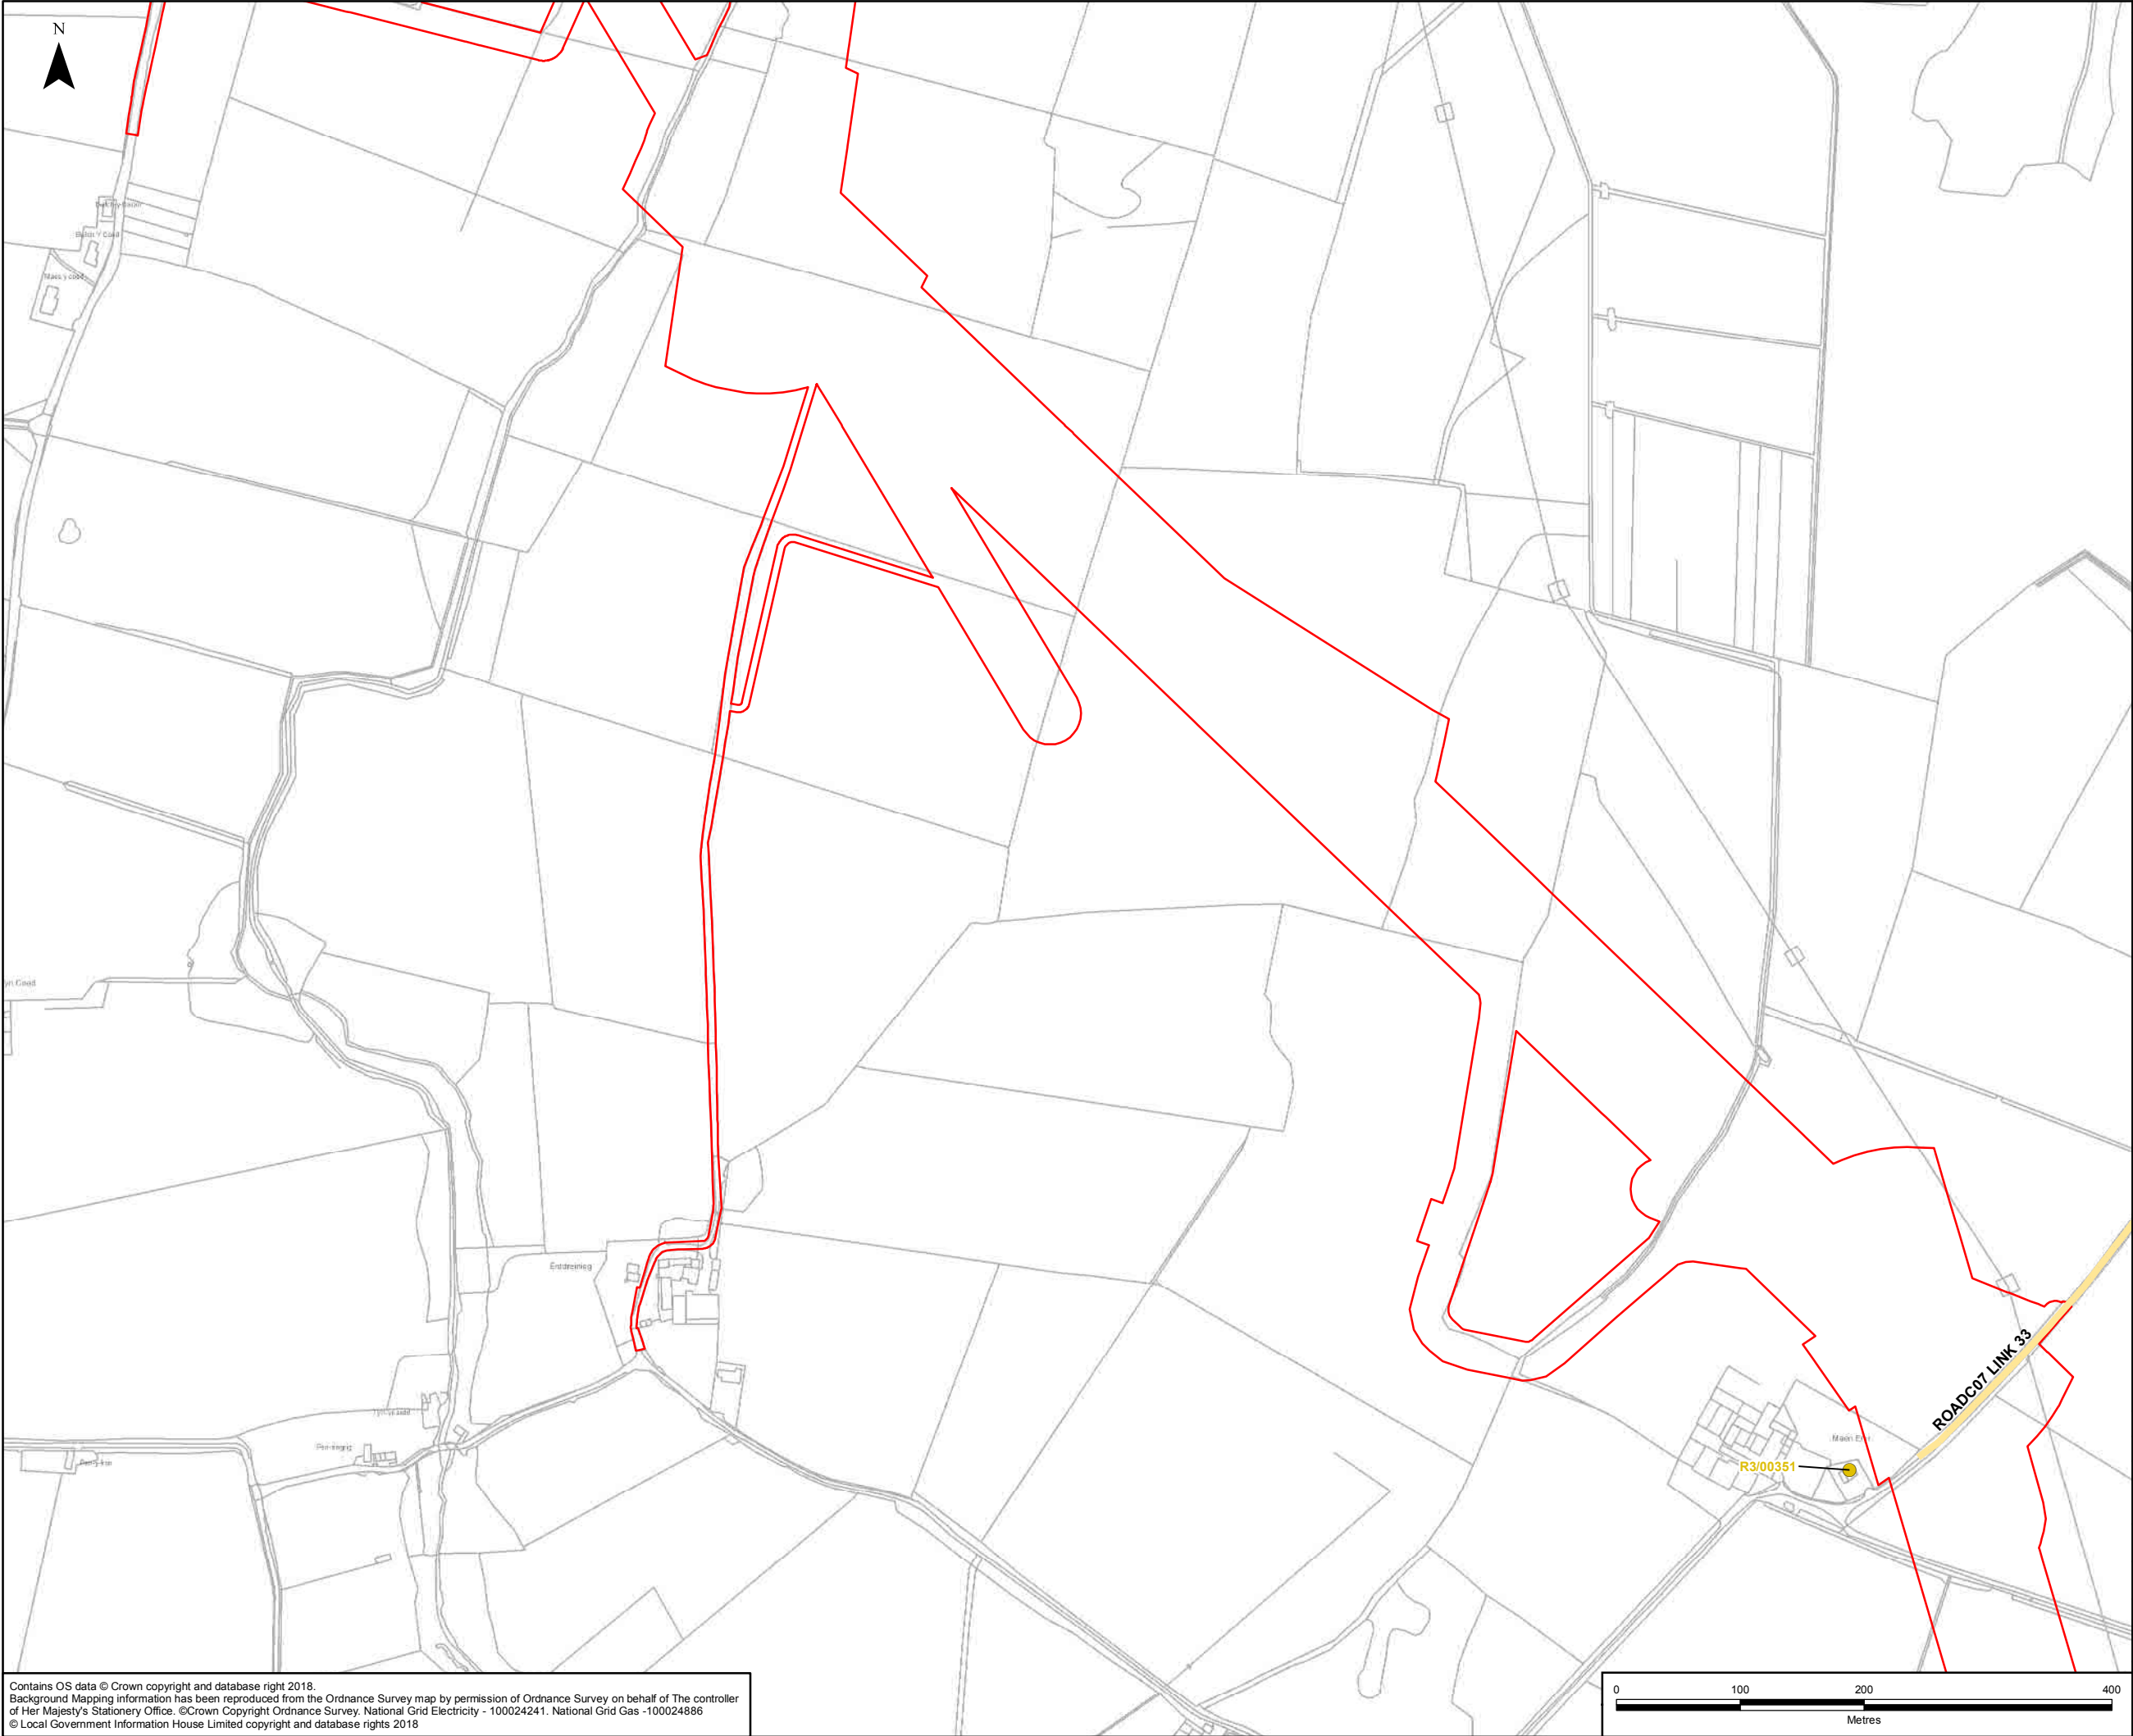 N
Maes y coed
Erddreiniog
ROADC07 LINK 33
R3/00351
Contains OS data © Crown copyright and database right 2018.
Background Mapping information has been reproduced from the Ordnance Survey map by permission of Ordnance Survey on behalf of The controller
of Her Majesty's Stationery Office. ©Crown Copyright Ordnance Survey. National Grid Electricity - 100024241. National Grid Gas -100024886
© Local Government Information House Limited copyright and database rights 2018
0 100 200 400
Metres